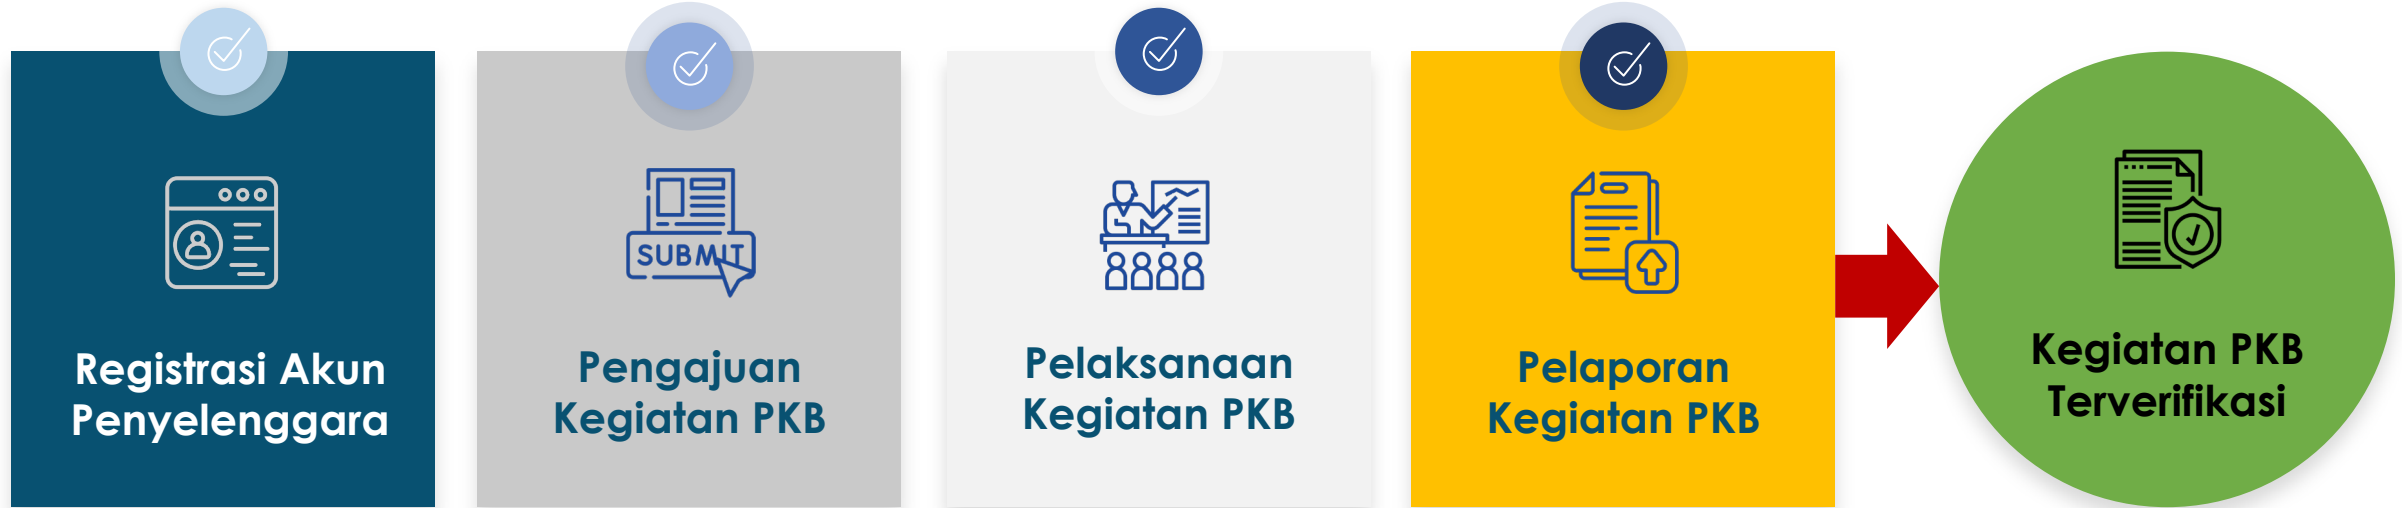 Registrasi Akun
Penyelenggara
SUBMIT
Pengajuan
Kegiatan PKB
Pelaksanaan
Kegiatan PKB
Pelaporan
Kegiatan PKB
Kegiatan PKB
Terverifikasi